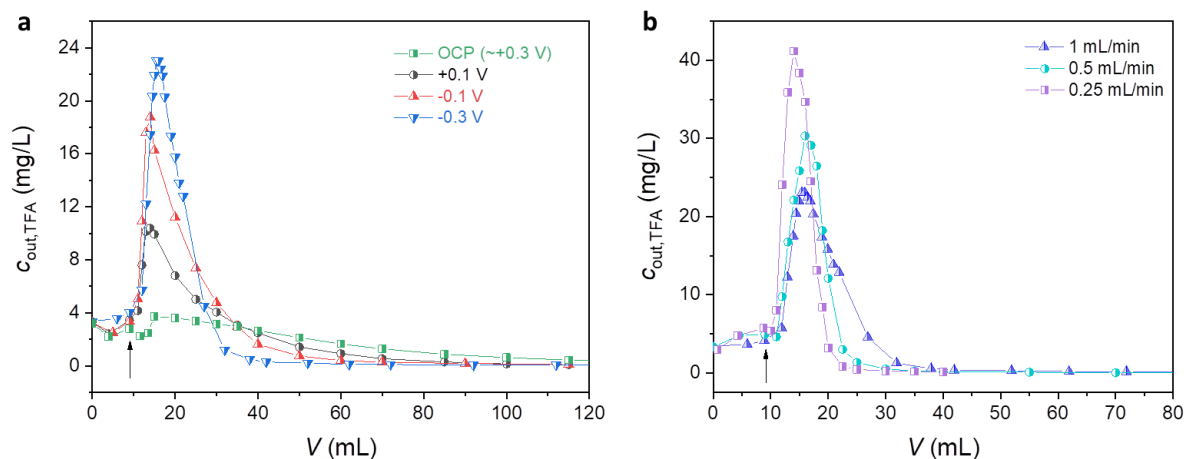 a
24
20
16
12
8
4
0
c_out,TFA (mg/L)
0 20 40 60 80 100 120
V (mL)
OCP (~+0.3 V)
+0.1 V
-0.1 V
-0.3 V
b
40
30
20
10
0
c_out,TFA (mg/L)
0 10 20 30 40 50 60 70 80
V (mL)
1 mL/min
0.5 mL/min
0.25 mL/min